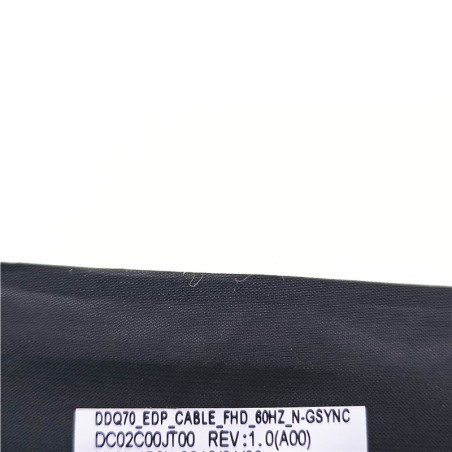 DDQ70_EDP_CABLE_FHD_60HZ_N-GSYNC
DC02C00JT00 REV:1.0(A00)